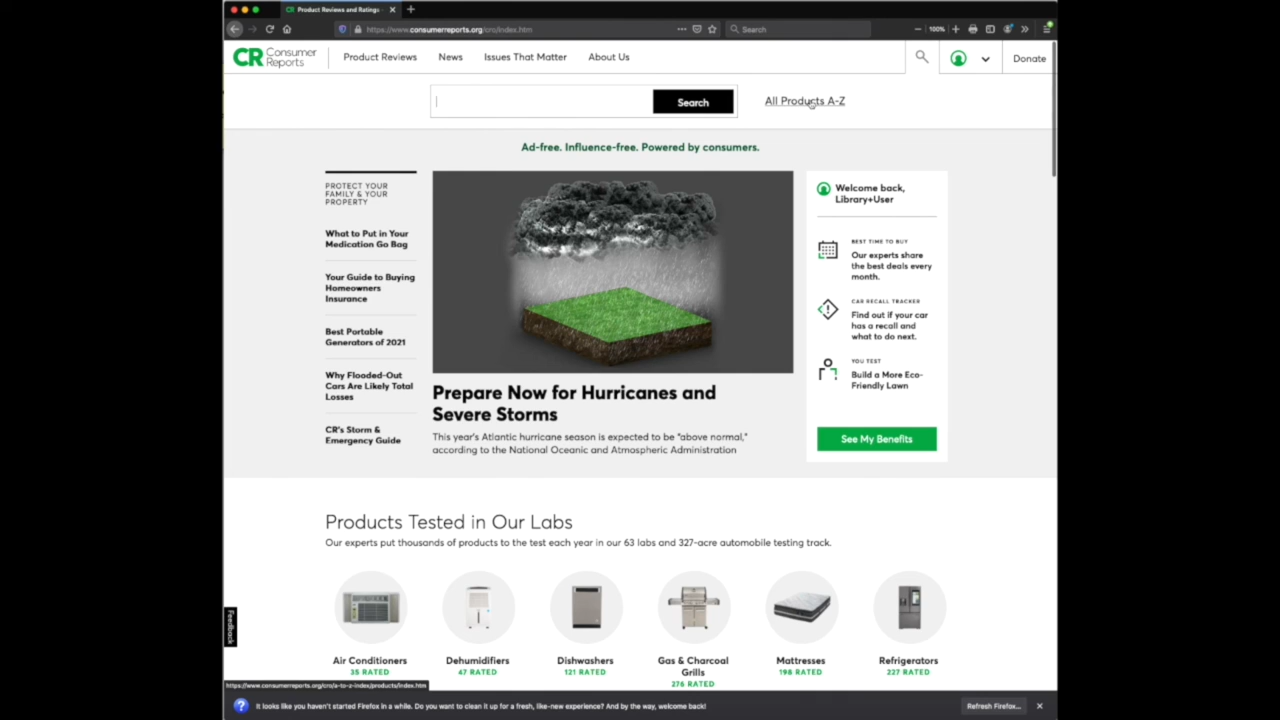 CR Product Reviews and Ratings -
https://www.consumerreports.org/cro/index.htm
100%
Search
CR Consumer Reports
Product Reviews
News
Issues That Matter
About Us
Donate
Search
All Products A-Z
Ad-free. Influence-free. Powered by consumers.
PROTECT YOUR
FAMILY & YOUR
PROPERTY
What to Put in Your
Medication Go Bag
Your Guide to Buying
Homeowners
Insurance
Best Portable
Generators of 2021
Why Flooded-Out
Cars Are Likely Total
Losses
CR's Storm &
Emergency Guide
Prepare Now for Hurricanes and
Severe Storms
This year's Atlantic hurricane season is expected to be "above normal,"
according to the National Oceanic and Atmospheric Administration
Welcome back,
Library+User
BEST TIME TO BUY
Our experts share
the best deals every
month.
CAR RECALL TRACKER
Find out if your car
has a recall and
what to do next.
YOU TEST
Build a More Eco-
Friendly Lawn
See My Benefits
Products Tested in Our Labs
Our experts put thousands of products to the test each year in our 63 labs and 327-acre automobile testing track.
Air Conditioners
35 RATED
Dehumidifiers
47 RATED
Dishwashers
121 RATED
Gas & Charcoal
Grills
276 RATED
Mattresses
198 RATED
Refrigerators
227 RATED
Feedback
https://www.consumerreports.org/cro/a-to-z-index/products/index.htm
It looks like you haven't started Firefox in a while. Do you want to clean it up for a fresh, like-new experience? And by the way, welcome back!
Refresh Firefox...